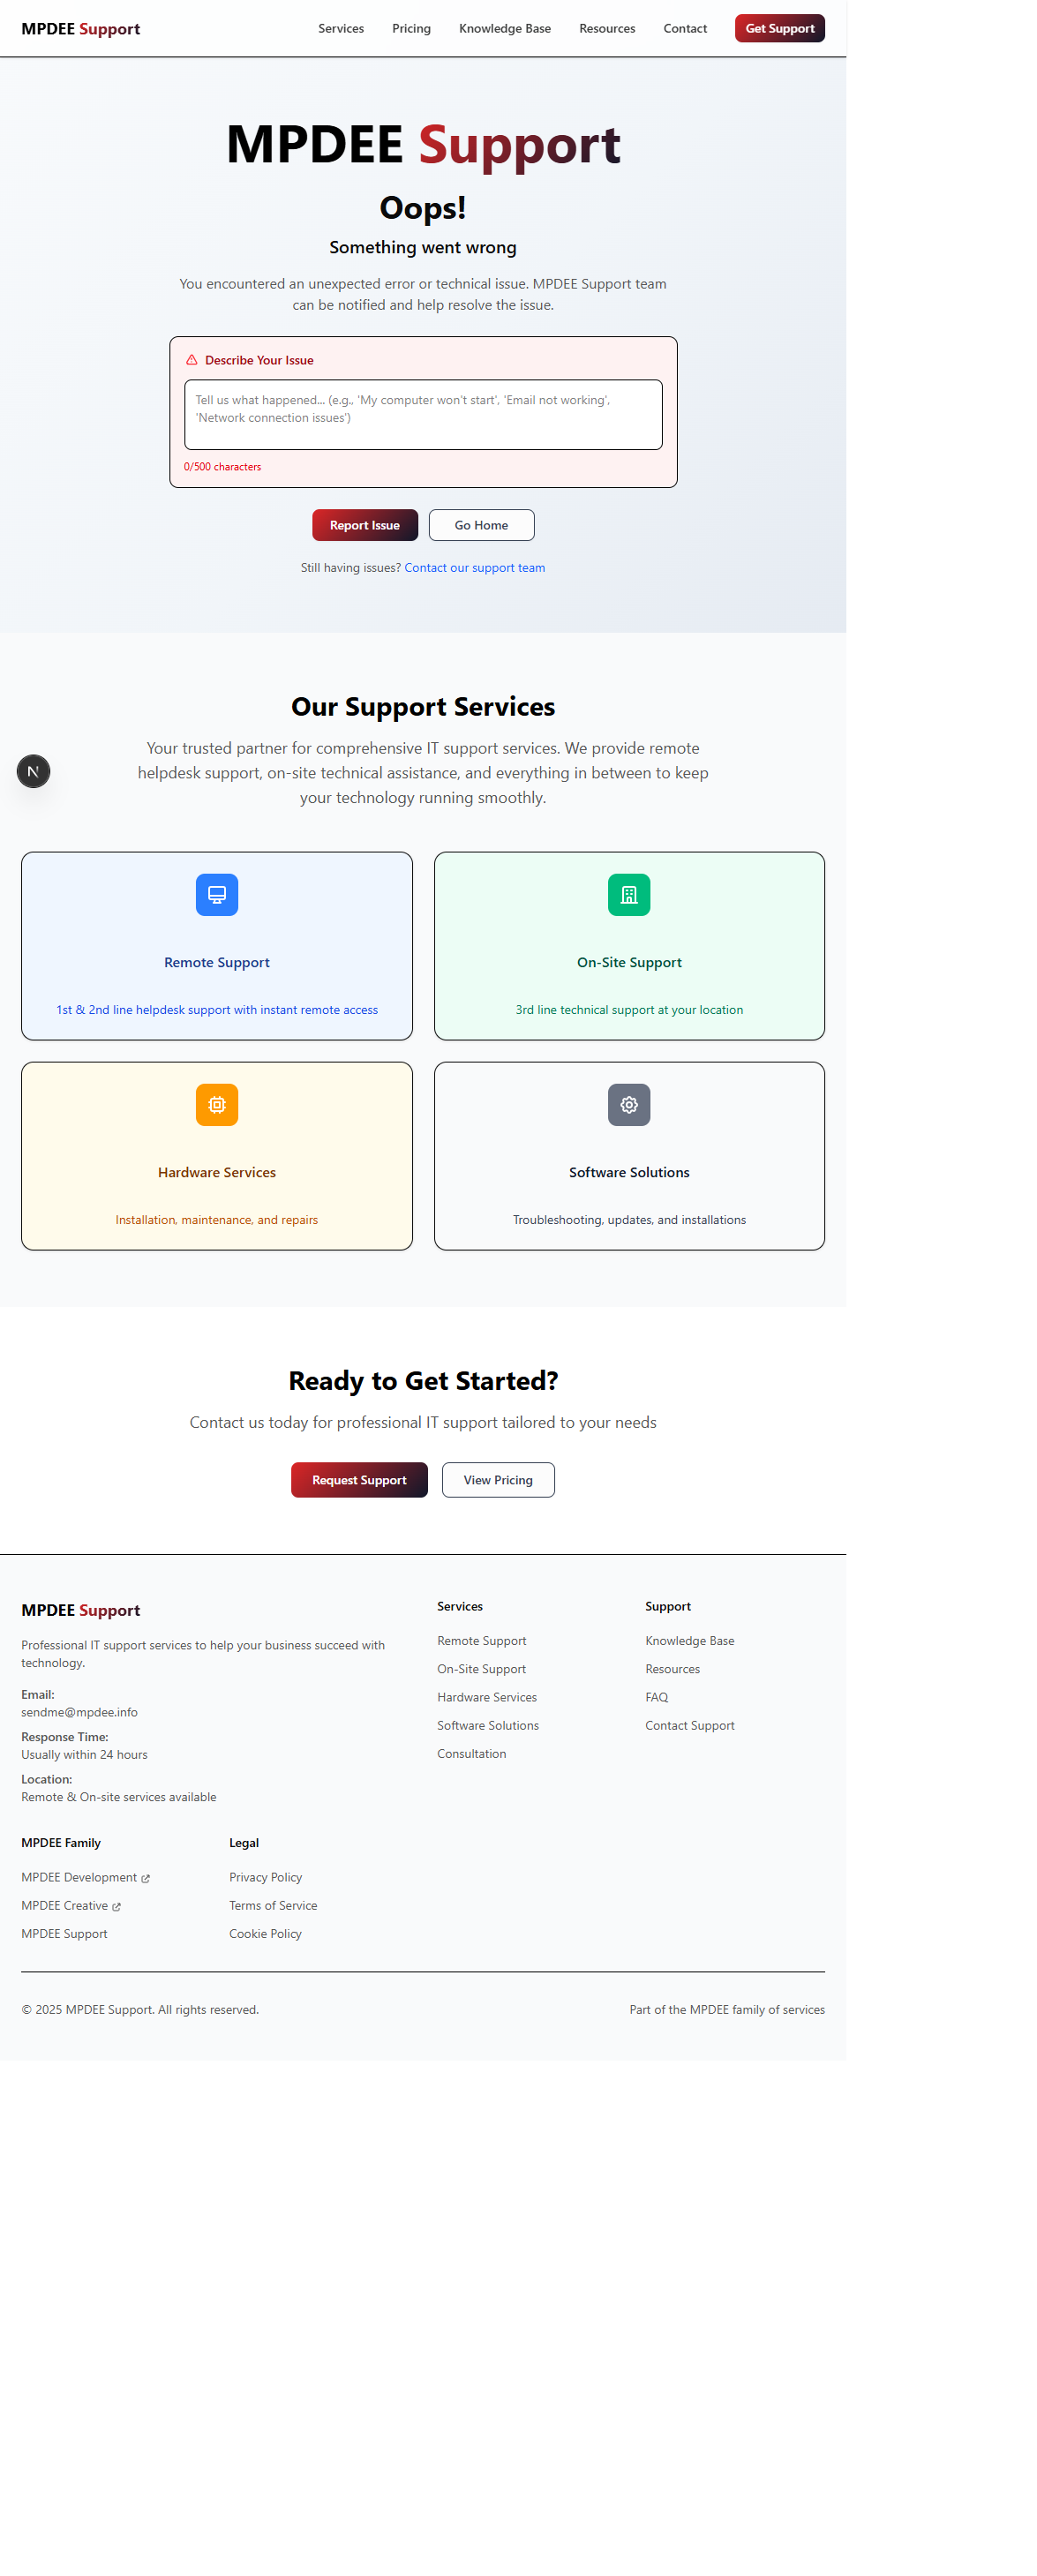 MPDEE Support
Services
Pricing
Knowledge Base
Resources
Contact
Get Support
MPDEE Support
Oops!
Something went wrong
You encountered an unexpected error or technical issue. MPDEE Support team
can be notified and help resolve the issue.
Describe Your Issue
Tell us what happened... (e.g., 'My computer won't start', 'Email not working',
'Network connection issues')
0/500 characters
Report Issue
Go Home
Still having issues? Contact our support team
Our Support Services
Your trusted partner for comprehensive IT support services. We provide remote
helpdesk support, on-site technical assistance, and everything in between to keep
your technology running smoothly.
N
Remote Support
1st & 2nd line helpdesk support with instant remote access
On-Site Support
3rd line technical support at your location
Hardware Services
Installation, maintenance, and repairs
Software Solutions
Troubleshooting, updates, and installations
Ready to Get Started?
Contact us today for professional IT support tailored to your needs
Request Support
View Pricing
MPDEE Support
Professional IT support services to help your business succeed with
technology.
Email:
sendme@mpdee.info
Response Time:
Usually within 24 hours
Location:
Remote & On-site services available
Services
Remote Support
On-Site Support
Hardware Services
Software Solutions
Consultation
Support
Knowledge Base
Resources
FAQ
Contact Support
MPDEE Family
MPDEE Development
MPDEE Creative
MPDEE Support
Legal
Privacy Policy
Terms of Service
Cookie Policy
© 2025 MPDEE Support. All rights reserved.
Part of the MPDEE family of services